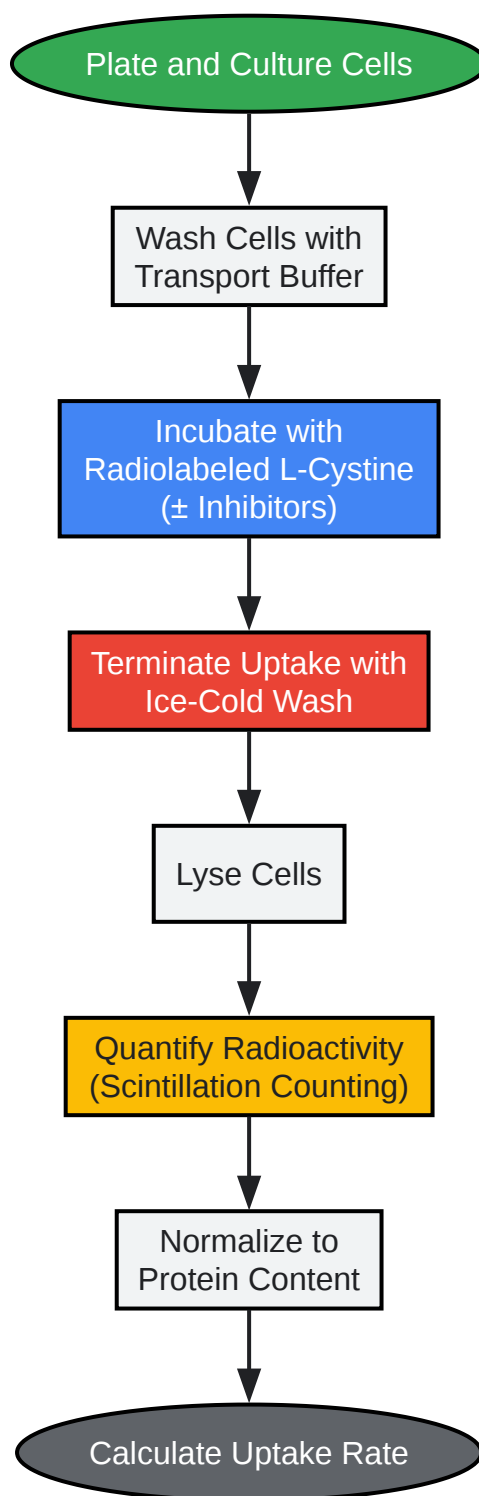 Plate and Culture Cells
Wash Cells with
Transport Buffer
Incubate with
Radiolabeled L-Cystine
(± Inhibitors)
Terminate Uptake with
Ice-Cold Wash
Lyse Cells
Quantify Radioactivity
(Scintillation Counting)
Normalize to
Protein Content
Calculate Uptake Rate